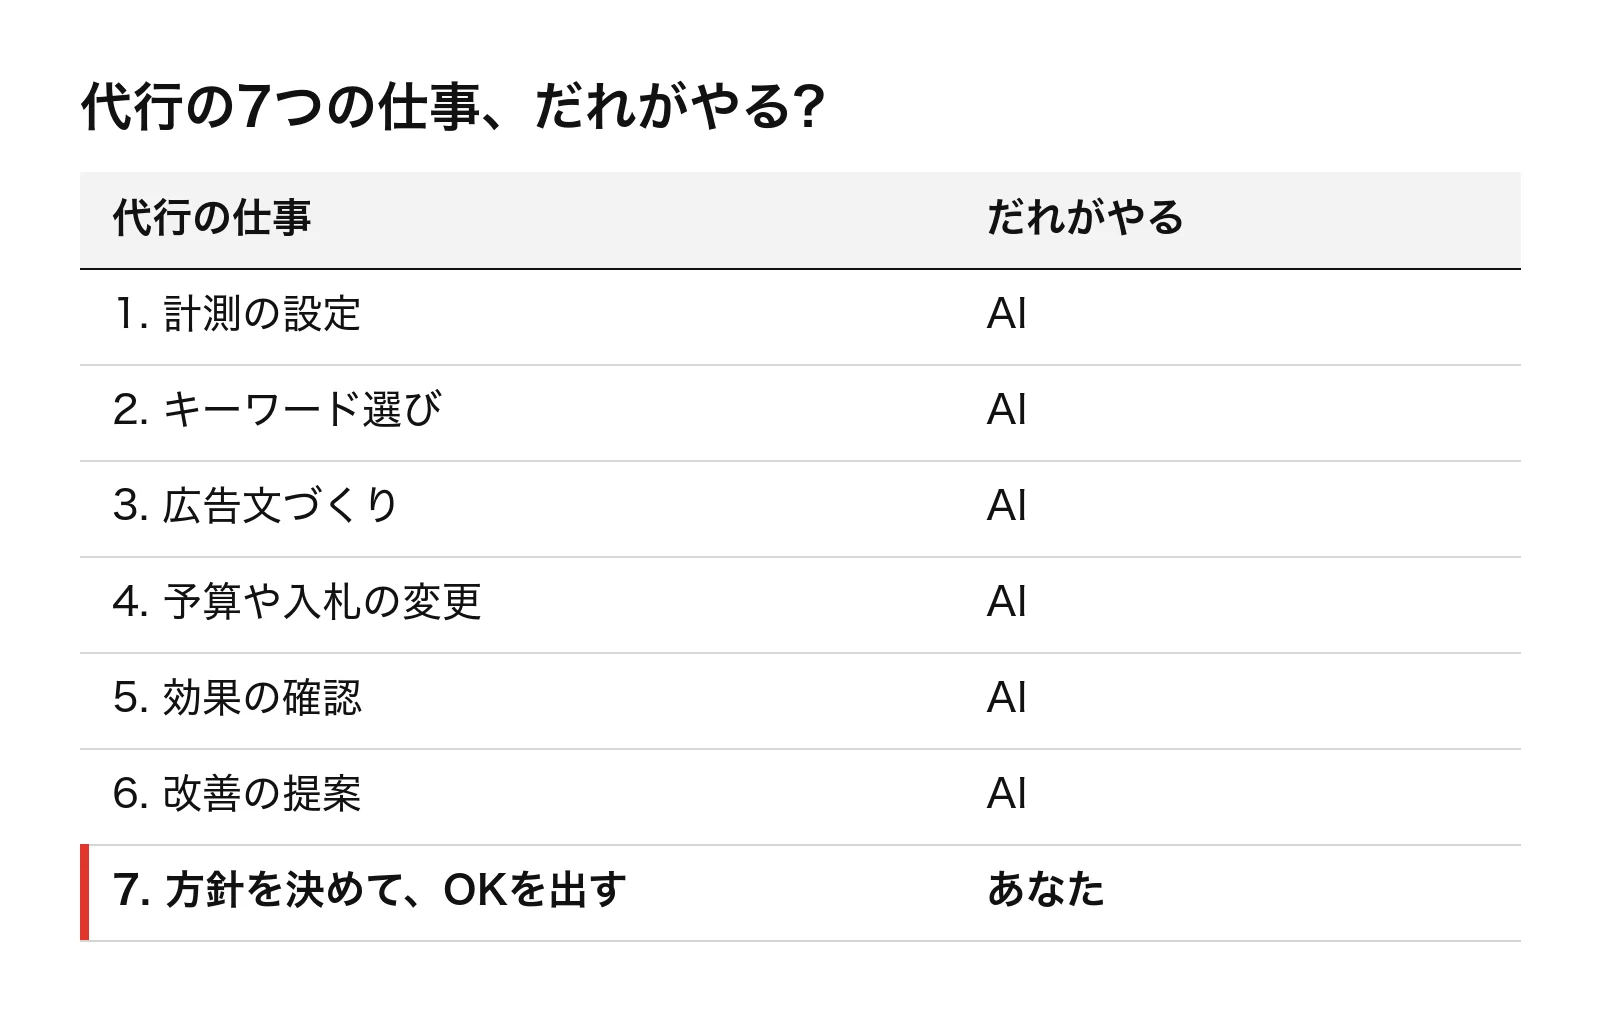 代行の7つの仕事、だれがやる?
代行の仕事 だれがやる
1. 計測の設定 AI
2. キーワード選び AI
3. 広告文づくり AI
4. 予算や入札の変更 AI
5. 効果の確認 AI
6. 改善の提案 AI
7. 方針を決めて、OKを出す あなた